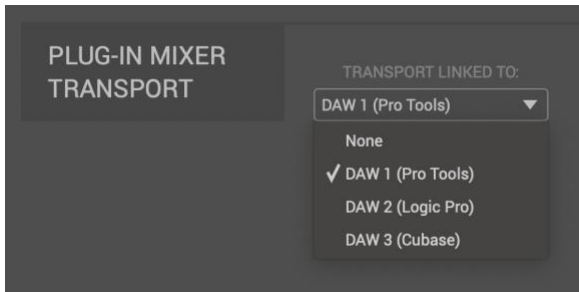 PLUG-IN MIXER
TRANSPORT
TRANSPORT LINKED TO:
DAW 1 (Pro Tools)
None
DAW 1 (Pro Tools)
DAW 2 (Logic Pro)
DAW 3 (Cubase)